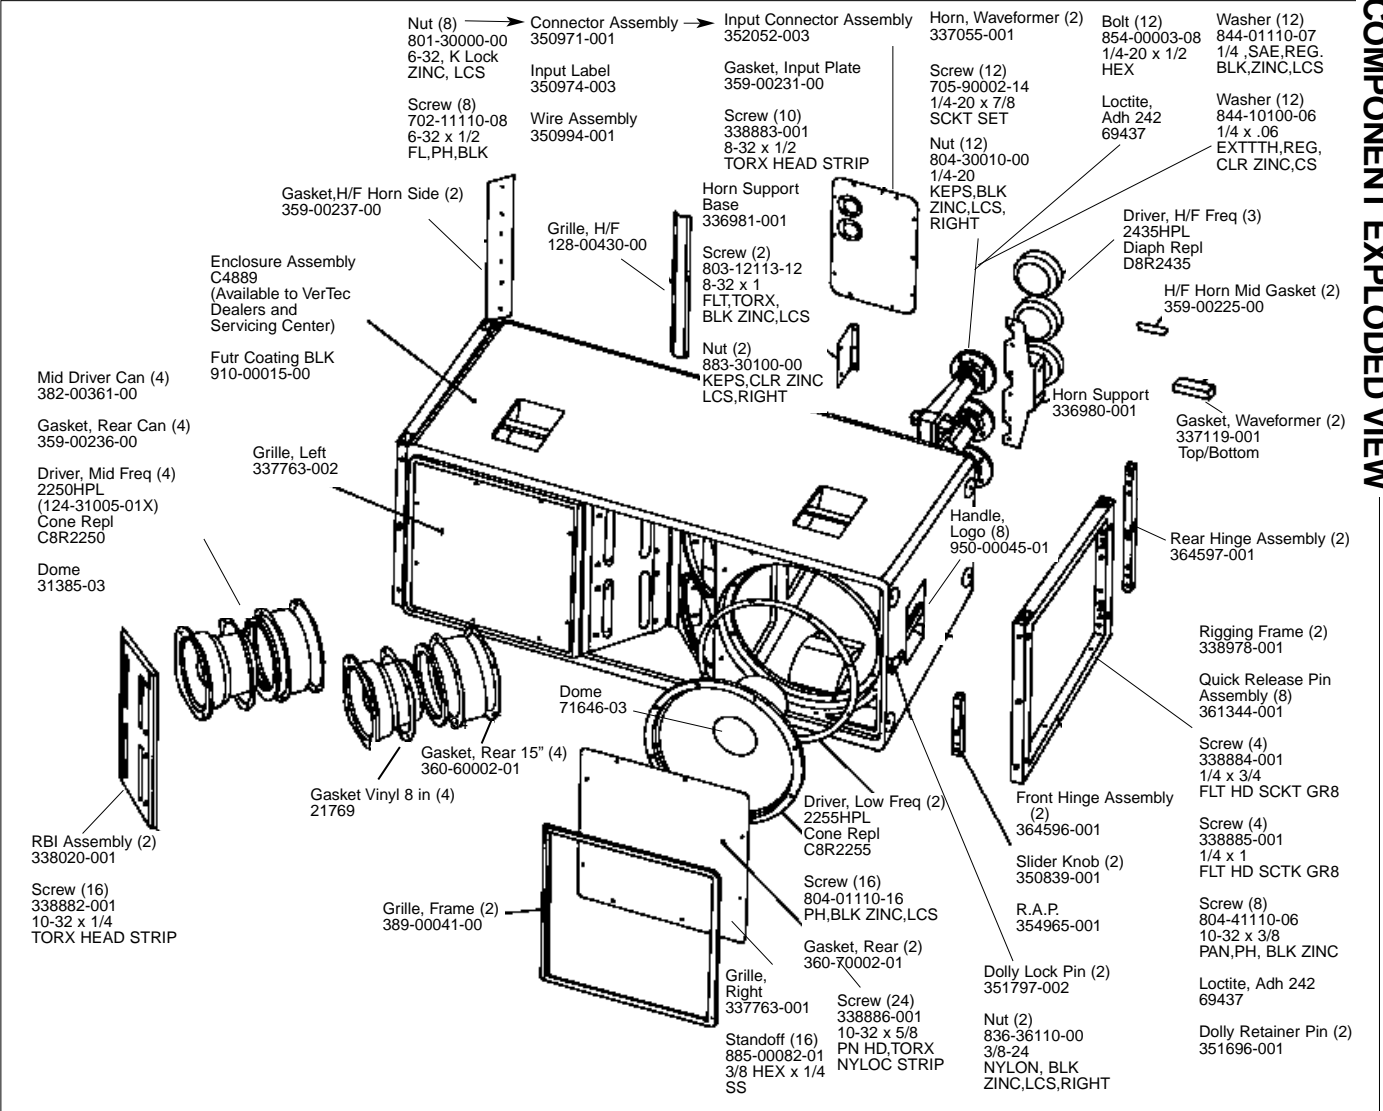 COMPONENT EXPLODED VIEW
Nut (8)
801-30000-00
6-32, K Lock
ZINC, LCS
Screw (8)
702-11110-08
6-32 x 1/2
FL,PH,BLK
Connector Assembly
350971-001
Input Label
350974-003
Wire Assembly
350994-001
Input Connector Assembly
352052-003
Gasket, Input Plate
359-00231-00
Screw (10)
338883-001
8-32 x 1/2
TORX HEAD STRIP
Horn, Waveformer (2)
337055-001
Screw (12)
705-90002-14
1/4-20 x 7/8
SCKT SET
Nut (12)
804-30010-00
1/4-20
KEPS,BLK
ZINC,LCS,
RIGHT
Bolt (12)
854-00003-08
1/4-20 x 1/2
HEX
Loctite,
Adh 242
69437
Washer (12)
844-01110-07
1/4 ,SAE,REG.
BLK,ZINC,LCS
Washer (12)
844-10100-06
1/4 x .06
EXTTTH,REG,
CLR ZINC,CS
Gasket,H/F Horn Side (2)
359-00237-00
Grille, H/F
128-00430-00
Horn Support
Base
336981-001
Screw (2)
803-12113-12
8-32 x 1
FLT,TORX,
BLK ZINC,LCS
Nut (2)
883-30100-00
KEPS,CLR ZINC
LCS,RIGHT
Driver, H/F Freq (3)
2435HPL
Diaph Repl
D8R2435
H/F Horn Mid Gasket (2)
359-00225-00
Enclosure Assembly
C4889
(Available to VerTec
Dealers and
Servicing Center)
Futr Coating BLK
910-00015-00
Horn Support
336980-001
Gasket, Waveformer (2)
337119-001
Top/Bottom
Mid Driver Can (4)
382-00361-00
Gasket, Rear Can (4)
359-00236-00
Driver, Mid Freq (4)
2250HPL
(124-31005-01X)
Cone Repl
C8R2250
Dome
31385-03
Grille, Left
337763-002
Handle,
Logo (8)
950-00045-01
Rear Hinge Assembly (2)
364597-001
Rigging Frame (2)
338978-001
Quick Release Pin
Assembly (8)
361344-001
Screw (4)
338884-001
1/4 x 3/4
FLT HD SCKT GR8
Screw (4)
338885-001
1/4 x 1
FLT HD SCTK GR8
Screw (8)
804-41110-06
10-32 x 3/8
PAN,PH, BLK ZINC
Loctite, Adh 242
69437
Dolly Retainer Pin (2)
351696-001
Dome
71646-03
Gasket, Rear 15” (4)
360-60002-01
Gasket Vinyl 8 in (4)
21769
RBI Assembly (2)
338020-001
Screw (16)
338882-001
10-32 x 1/4
TORX HEAD STRIP
Grille, Frame (2)
389-00041-00
Driver, Low Freq (2)
2255HPL
Cone Repl
C8R2255
Screw (16)
804-01110-16
PH,BLK ZINC,LCS
Gasket, Rear (2)
360-70002-01
Grille,
Right
337763-001
Standoff (16)
885-00082-01
3/8 HEX x 1/4
SS
Screw (24)
338886-001
10-32 x 5/8
PN HD,TORX
NYLOC STRIP
Front Hinge Assembly
(2)
364596-001
Slider Knob (2)
350839-001
R.A.P.
354965-001
Dolly Lock Pin (2)
351797-002
Nut (2)
836-36110-00
3/8-24
NYLON, BLK
ZINC,LCS,RIGHT